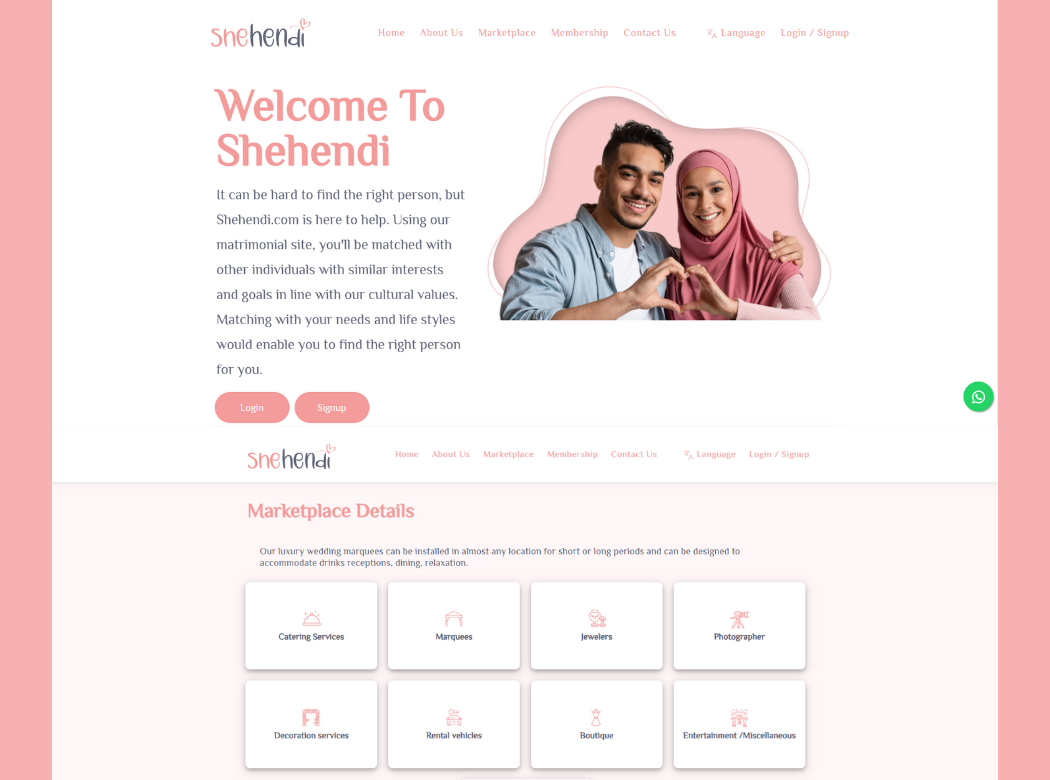 shehendi
Home About Us Marketplace Membership Contact Us Language Login / Signup
Welcome To
Shehendi
It can be hard to find the right person, but
Shehendi.com is here to help. Using our
matrimonial site, you'll be matched with
other individuals with similar interests
and goals in line with our cultural values.
Matching with your needs and life styles
would enable you to find the right person
for you.
Login Signup
shehendi
Home About Us Marketplace Membership Contact Us Language Login / Signup
Marketplace Details
Our luxury wedding marquees can be installed in almost any location for short or long periods and can be designed to
accommodate drinks receptions, dining, relaxation.
Catering Services Marquees Jewelers Photographer
Decoration services Rental vehicles Boutique Entertainment /Miscellaneous